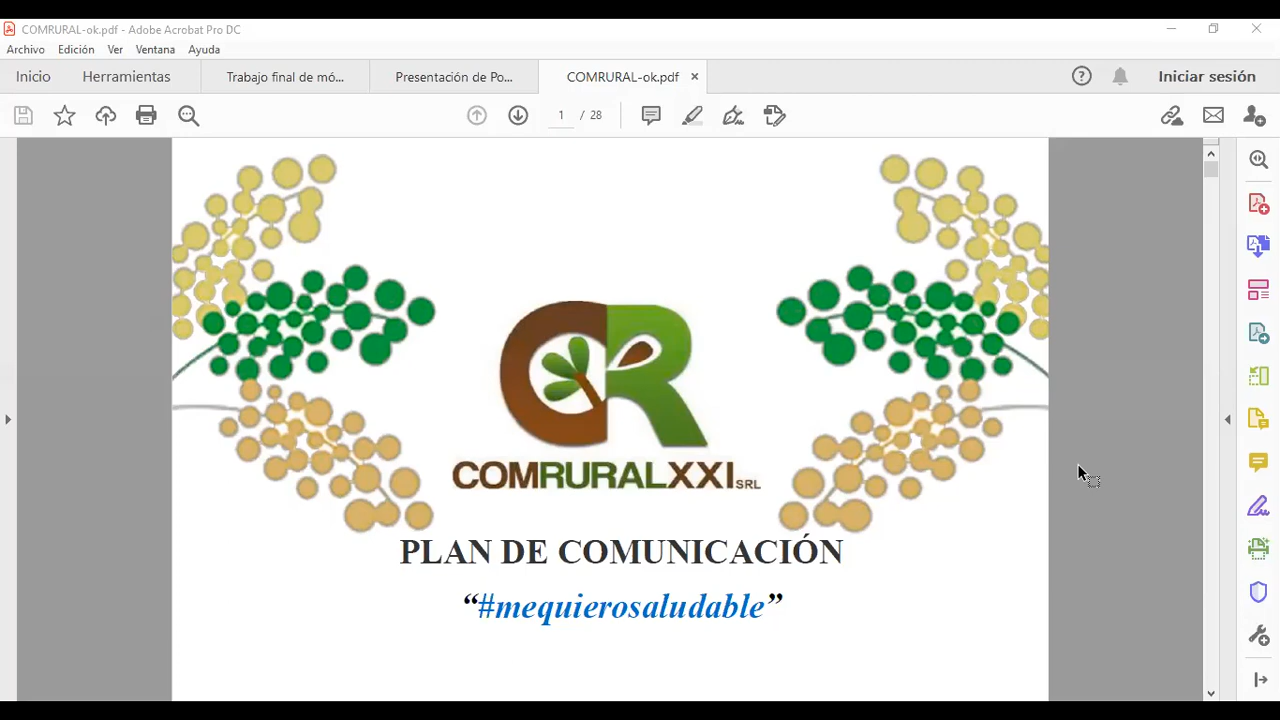 COMRURAL-ok.pdf - Adobe Acrobat Pro DC
Archivo Edición Ver Ventana Ayuda
Inicio Herramientas Trabajo final de mó... Presentación de Po... COMRURAL-ok.pdf × Iniciar sesión
1 / 28
CR
COMRURALXXI SRL
PLAN DE COMUNICACIÓN
“#mequierosaludable”